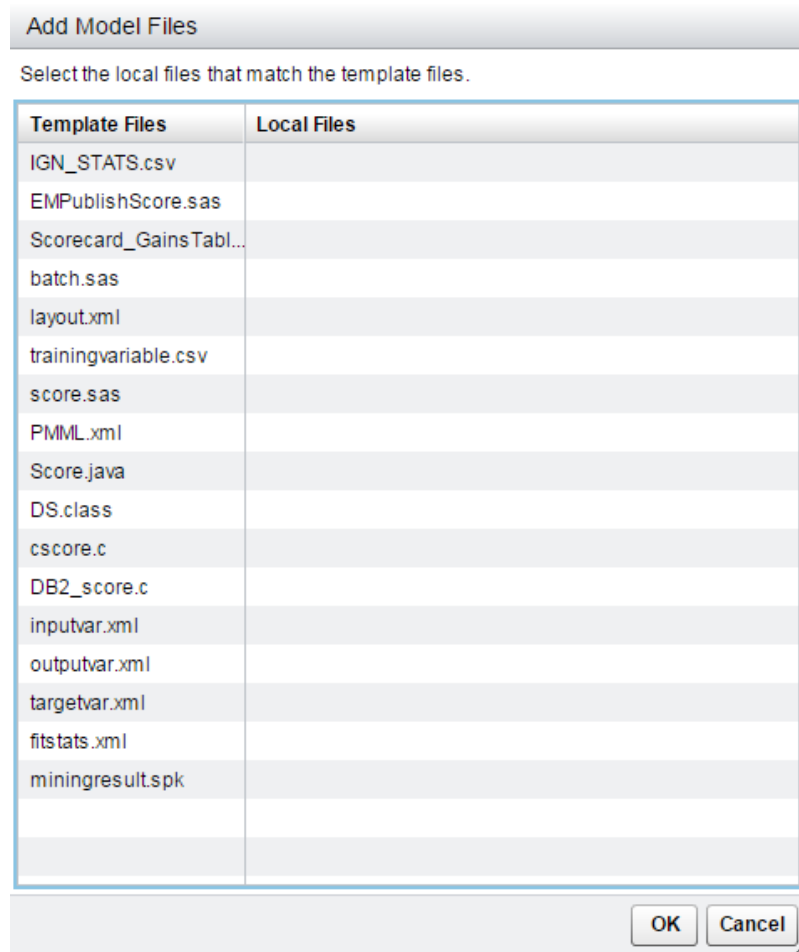 Add Model Files
Select the local files that match the template files.
Template Files Local Files
IGN_STATS.csv
EMPublishScore.sas
Scorecard_GainsTabl...
batch.sas
layout.xml
trainingvariable.csv
score.sas
PMML.xml
Score.java
DS.class
cscore.c
DB2_score.c
inputvar.xml
outputvar.xml
targetvar.xml
fitstats.xml
miningresult.spk
OK Cancel